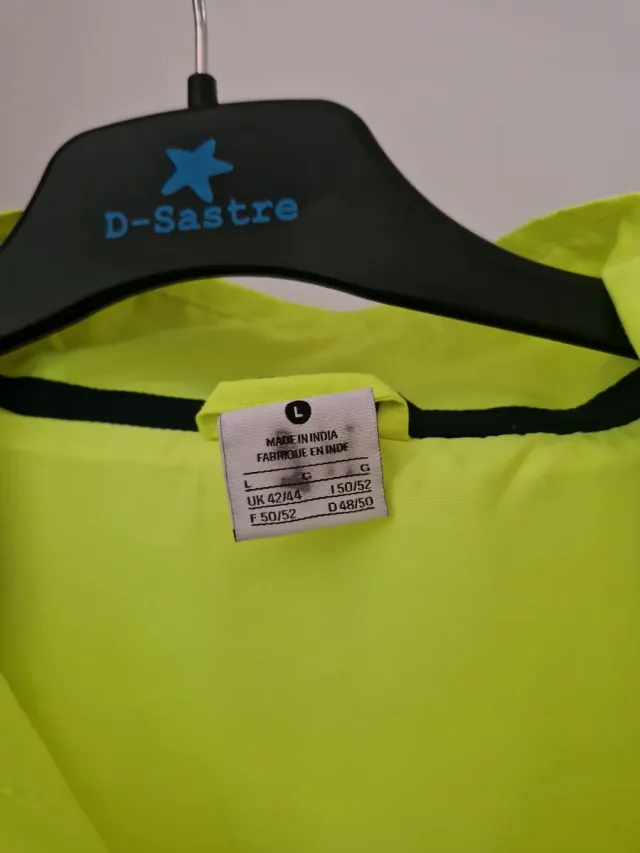 D-Sastre
L
MADE IN INDIA
FABRIQUE EN INDE
L G G
UK 42/44 I 50/52
F 50/52 D 48/50